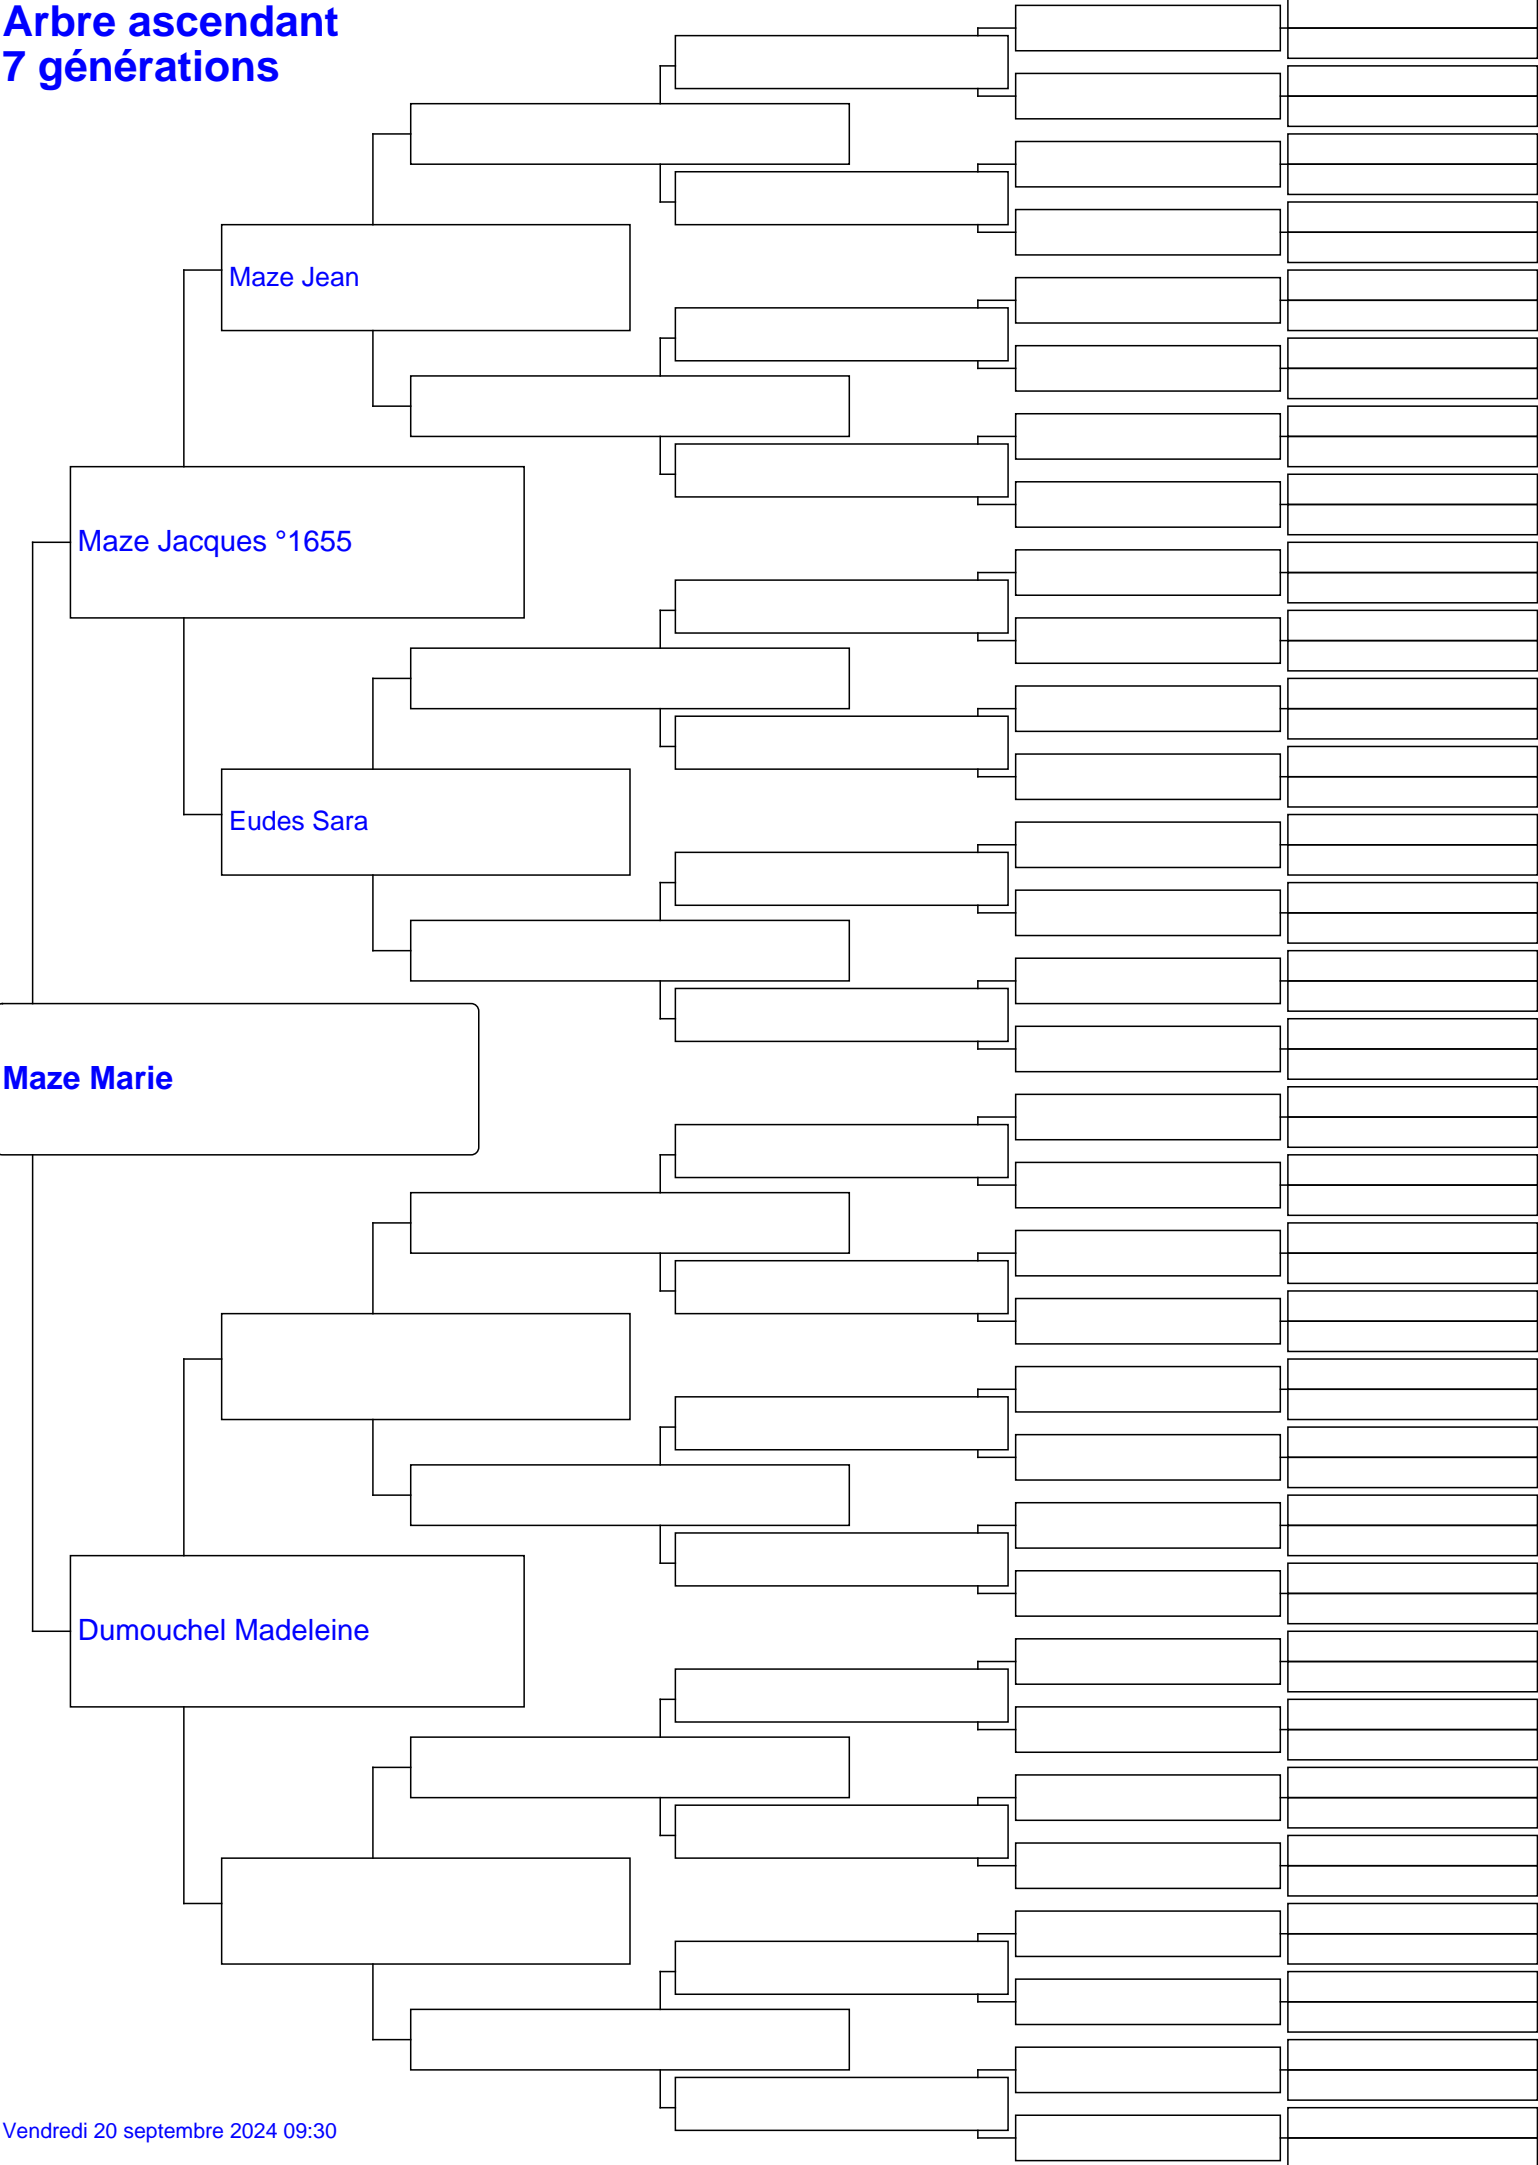 Arbre ascendant
7 générations
Maze Jean
Maze Jacques °1655
Eudes Sara
Maze Marie
Dumouchel Madeleine
Vendredi 20 septembre 2024 09:30